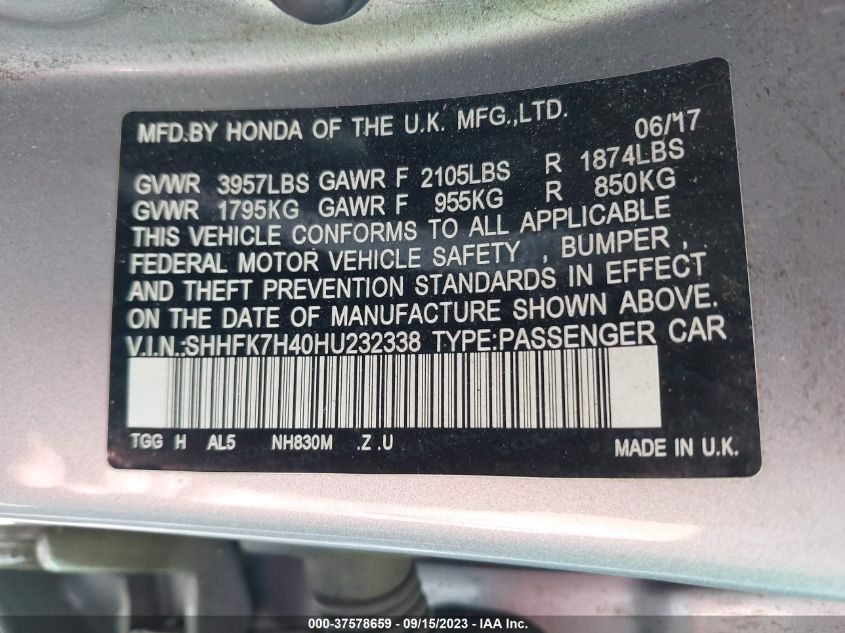 MFD.BY HONDA OF THE U.K. MFG.,LTD. 06/17
GVWR 3957LBS GAWR F 2105LBS R 1874LBS
GVWR 1795KG GAWR F 955KG R 850KG
THIS VEHICLE CONFORMS TO ALL APPLICABLE
FEDERAL MOTOR VEHICLE SAFETY , BUMPER ,
AND THEFT PREVENTION STANDARDS IN EFFECT
ON THE DATE OF MANUFACTURE SHOWN ABOVE.
V.I.N.:SHHFK7H40HU232338 TYPE:PASSENGER CAR
TGG H AL5 NH830M .Z .U MADE IN U.K.
000-37578659 - 09/15/2023 - IAAI.com